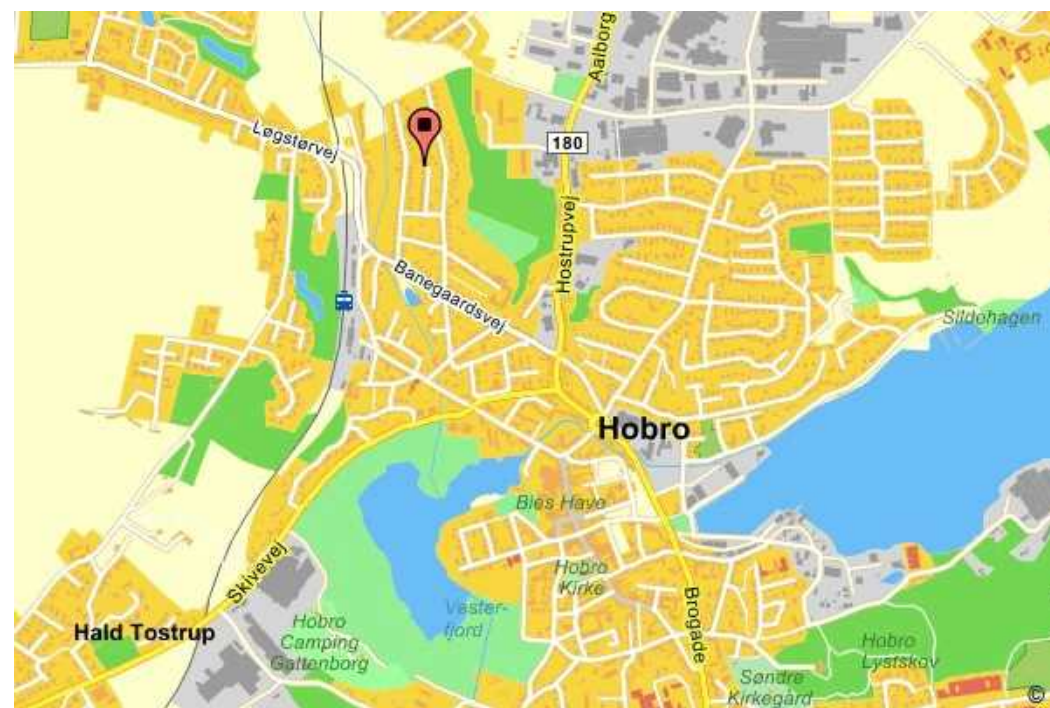 Aalborg
Løgstørvej
180
Hostrupvej
Banegaardsvej
Sildehagen
Hobro
Bies Have
Skivevej
Hobro
Kirke
Vester-
fjord
Brogade
Hald Tostrup
Hobro
Camping
Gattenborg
Hobro
Lystskov
Søndre
Kirkegård
©